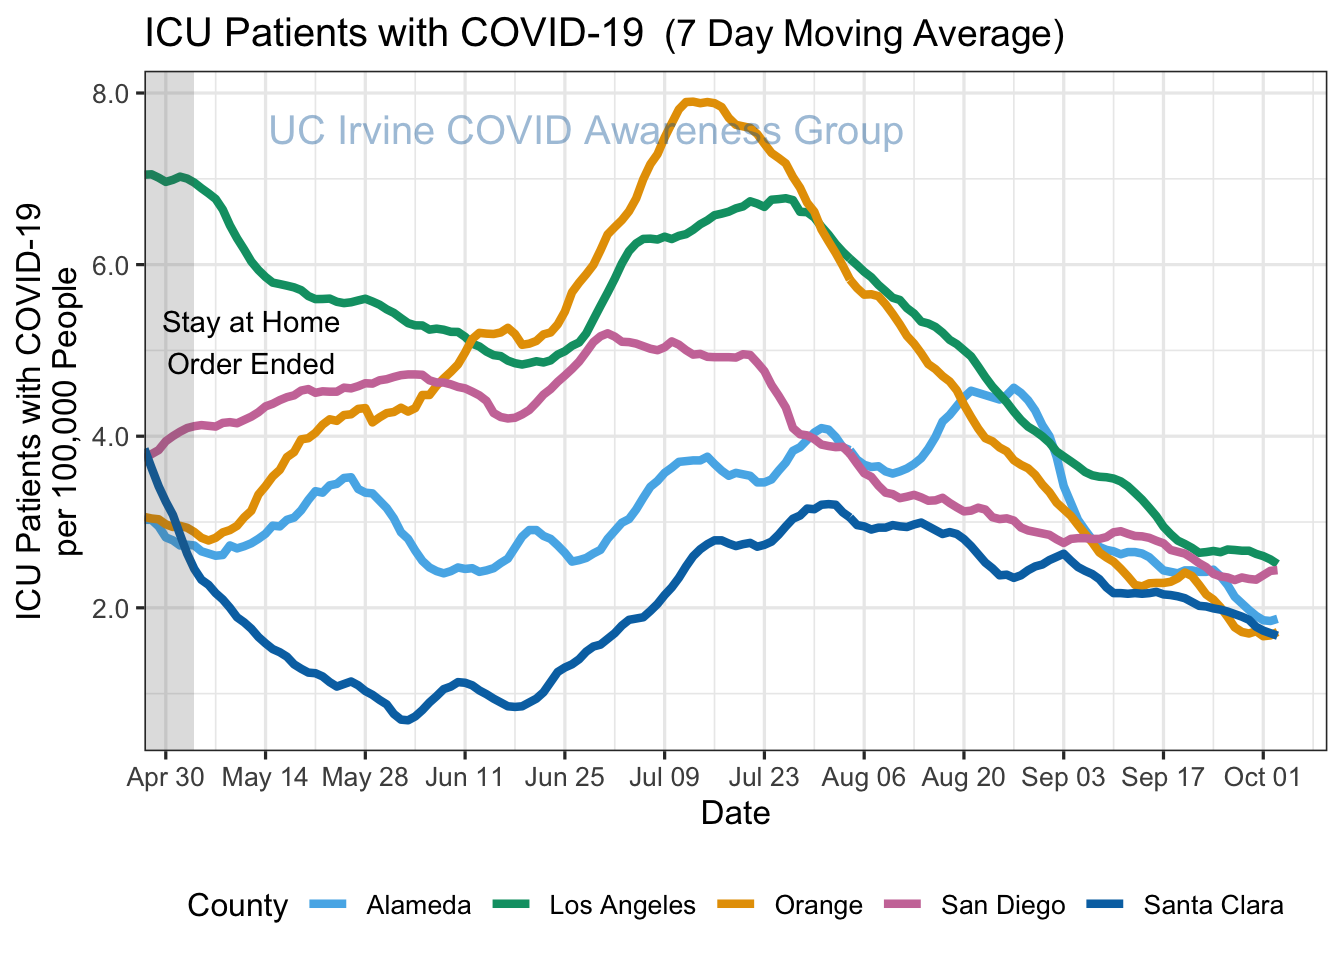 ICU Patients with COVID-19 (7 Day Moving Average)
UC Irvine COVID Awareness Group
ICU Patients with COVID-19
per 100,000 People
8.0
6.0
4.0
2.0
Stay at Home
Order Ended
Apr 30 May 14 May 28 Jun 11 Jun 25 Jul 09 Jul 23 Aug 06 Aug 20 Sep 03 Sep 17 Oct 01
Date
County Alameda Los Angeles Orange San Diego Santa Clara